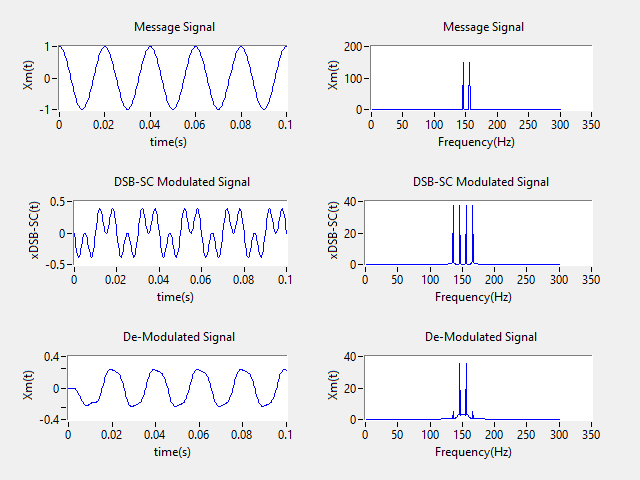 Message Signal
Xm(t)
1
0
-1
0 0.02 0.04 0.06 0.08 0.1
time(s)
Message Signal
Xm(t)
200
100
0
0 50 100 150 200 250 300 350
Frequency(Hz)
DSB-SC Modulated Signal
xDSB-SC(t)
0.5
0
-0.5
0 0.02 0.04 0.06 0.08 0.1
time(s)
DSB-SC Modulated Signal
xDSB-SC(t)
40
20
0
0 50 100 150 200 250 300 350
Frequency(Hz)
De-Modulated Signal
Xm(t)
0.4
0
-0.4
0 0.02 0.04 0.06 0.08 0.1
time(s)
De-Modulated Signal
Xm(t)
40
20
0
0 50 100 150 200 250 300 350
Frequency(Hz)